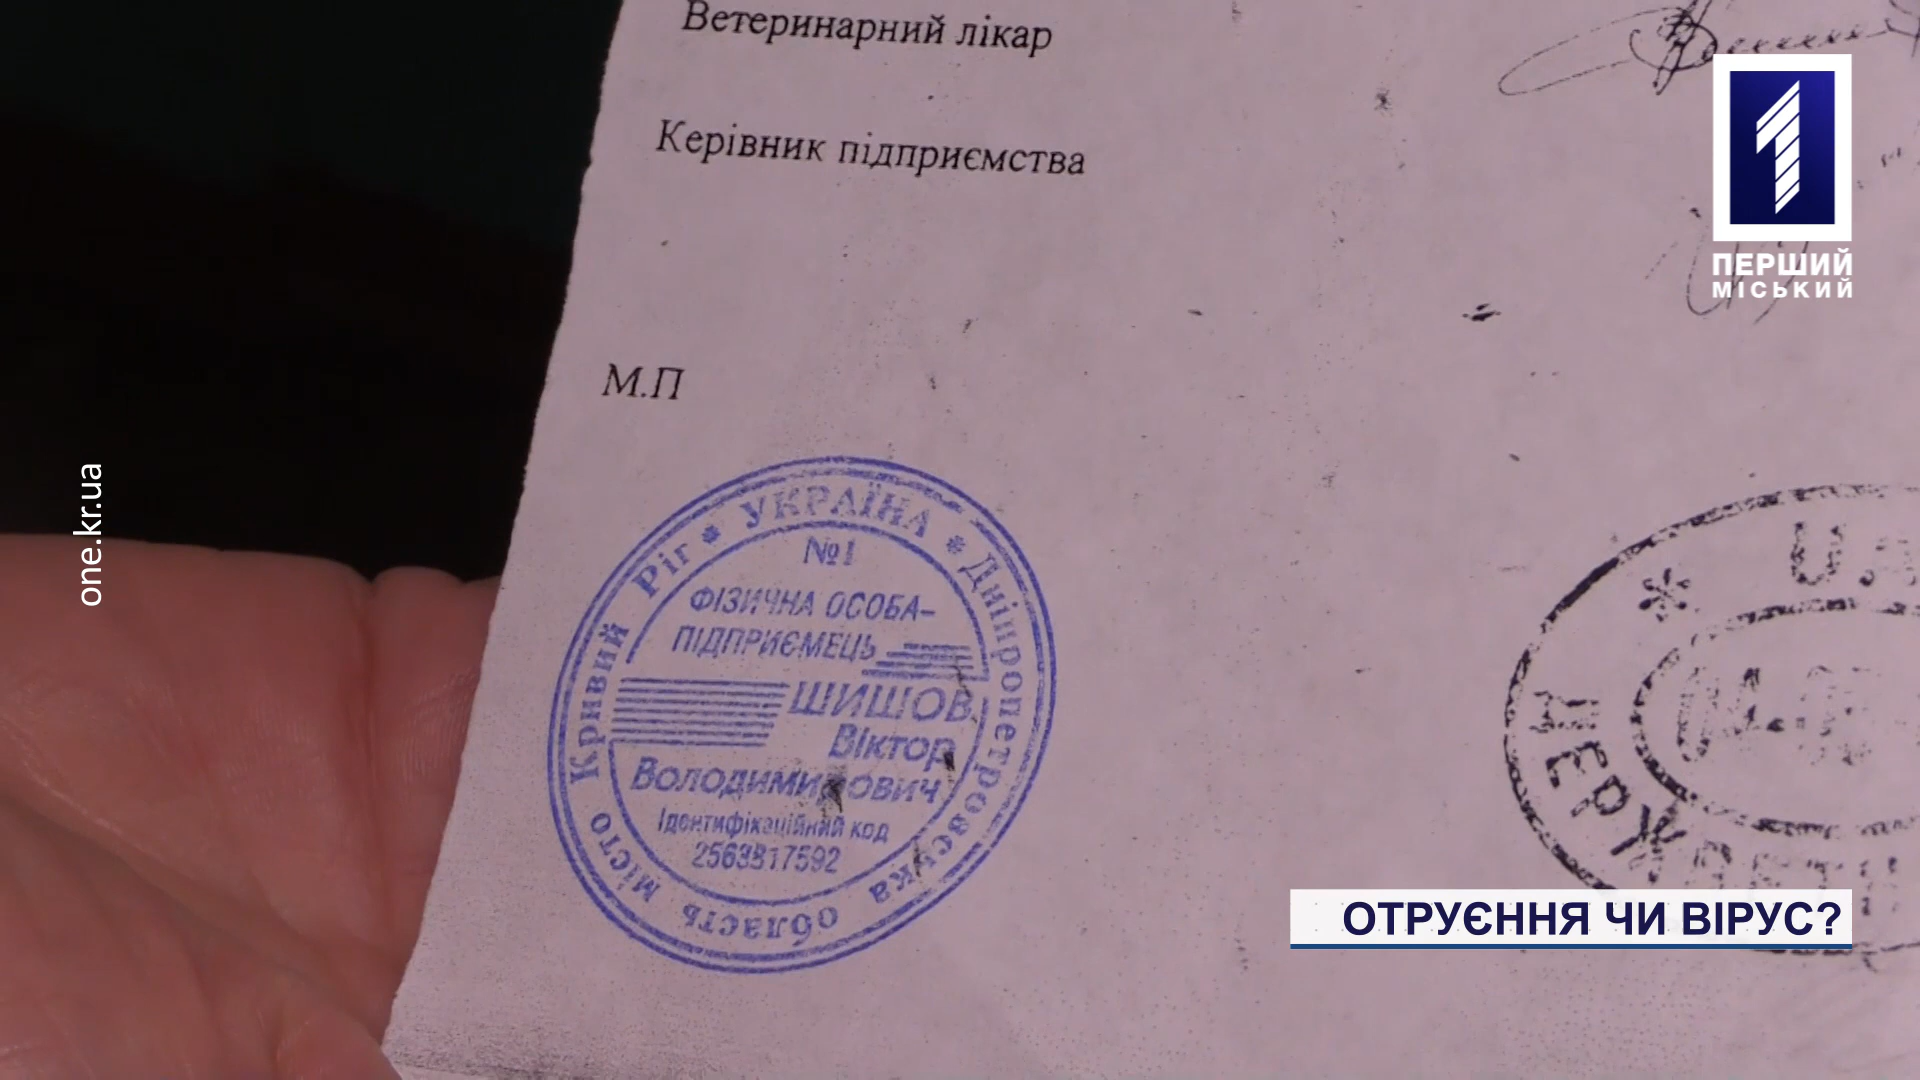 Ветеринарний лікар
Керівник підприємства
М.П
ПЕРШИЙ
МІСЬКИЙ
one.kr.ua
* УКРАЇНА * Дніпропетровська область місто Кривий Ріг
№1
ФІЗИЧНА ОСОБА–
ПІДПРИЄМЕЦЬ
ШИШОВ
Віктор
Володимирович
Ідентифікаційний код
2563817592
ОТРУЄННЯ ЧИ ВІРУС?